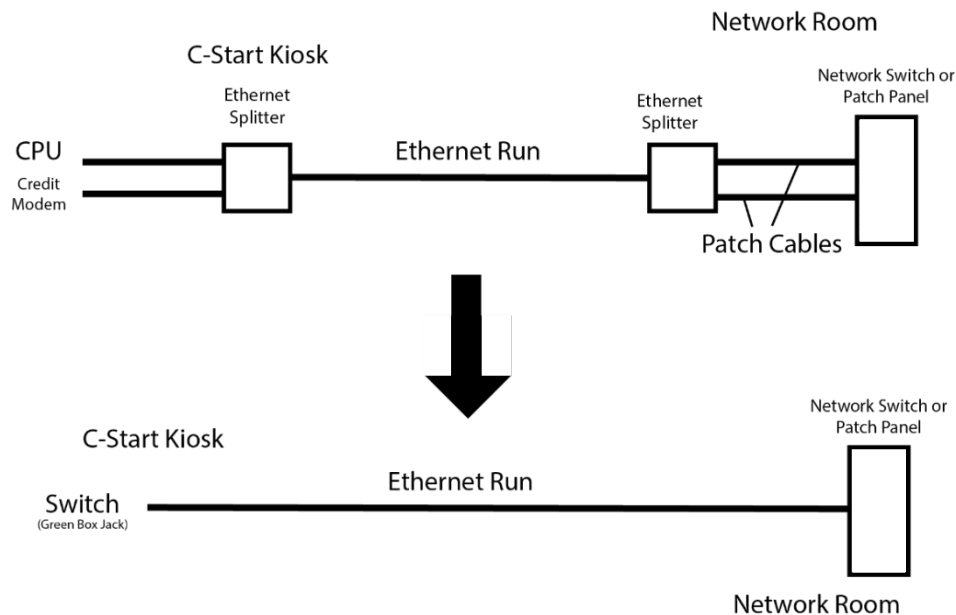 Network Room
C-Start Kiosk
Network Switch or
Patch Panel
Ethernet
Splitter
Ethernet
Splitter
CPU
Ethernet Run
Credit
Modem
Patch Cables
Network Switch or
Patch Panel
C-Start Kiosk
Ethernet Run
Switch
(Green Box Jack)
Network Room